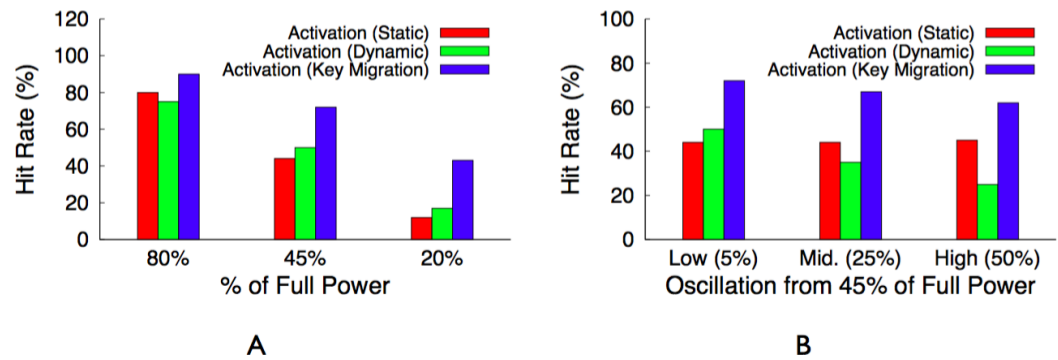 120
100
80
60
40
20
0
Hit Rate (%)
Activation (Static)
Activation (Dynamic)
Activation (Key Migration)
80%
45%
20%
% of Full Power
A
100
80
60
40
20
0
Hit Rate (%)
Activation (Static)
Activation (Dynamic)
Activation (Key Migration)
Low (5%)
Mid. (25%)
High (50%)
Oscillation from 45% of Full Power
B